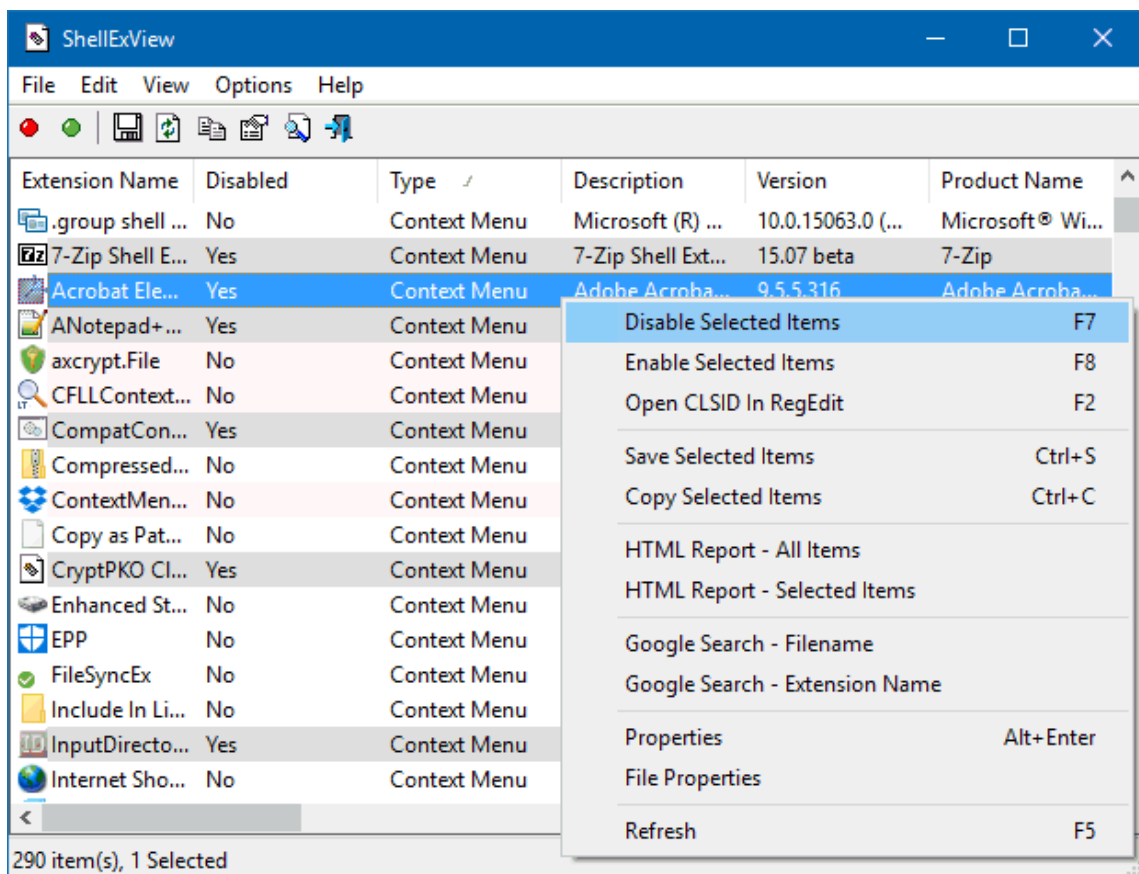 ShellExView
File Edit View Options Help
Extension Name Disabled Type Description Version Product Name
.group shell ... No Context Menu Microsoft (R) ... 10.0.15063.0 (... Microsoft® Wi...
7-Zip Shell E... Yes Context Menu 7-Zip Shell Ext... 15.07 beta 7-Zip
Acrobat Ele... Yes Context Menu Adobe Acroba... 9.5.5.316 Adobe Acroba...
ANotepad+... Yes Context Menu
axcrypt.File No Context Menu
CFLLContext... No Context Menu
CompatCon... Yes Context Menu
Compressed... No Context Menu
ContextMen... No Context Menu
Copy as Pat... No Context Menu
CryptPKO Cl... Yes Context Menu
Enhanced St... No Context Menu
EPP No Context Menu
FileSyncEx No Context Menu
Include In Li... No Context Menu
InputDirecto... Yes Context Menu
Internet Sho... No Context Menu
Disable Selected Items F7
Enable Selected Items F8
Open CLSID In RegEdit F2
Save Selected Items Ctrl+S
Copy Selected Items Ctrl+C
HTML Report - All Items
HTML Report - Selected Items
Google Search - Filename
Google Search - Extension Name
Properties Alt+Enter
File Properties
Refresh F5
290 item(s), 1 Selected